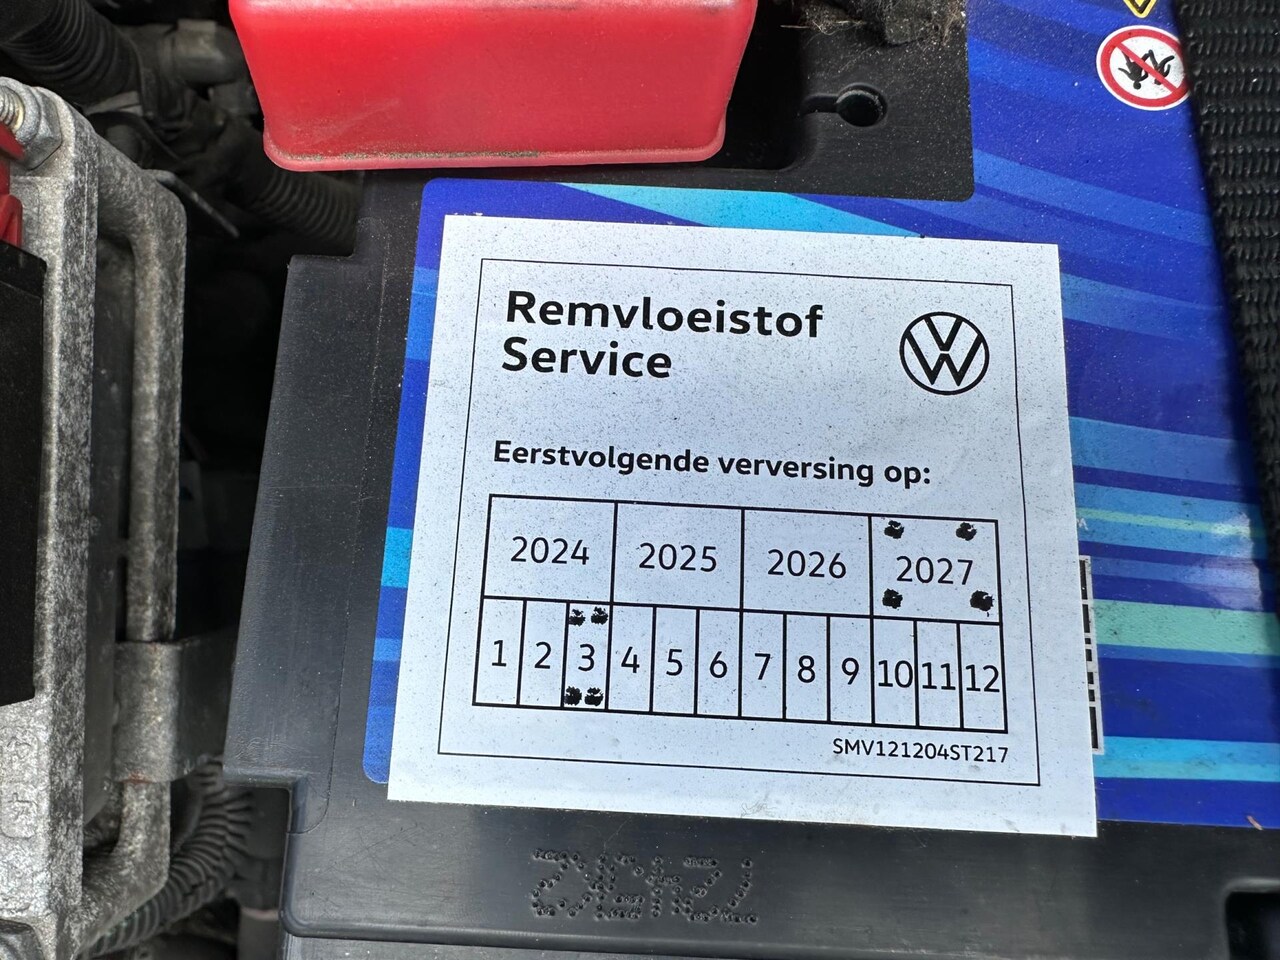 Remvloeistof
Service
Eerstvolgende verversing op:
2024 2025 2026 2027
1 2 3 4 5 6 7 8 9 10 11 12
SMV121204ST217